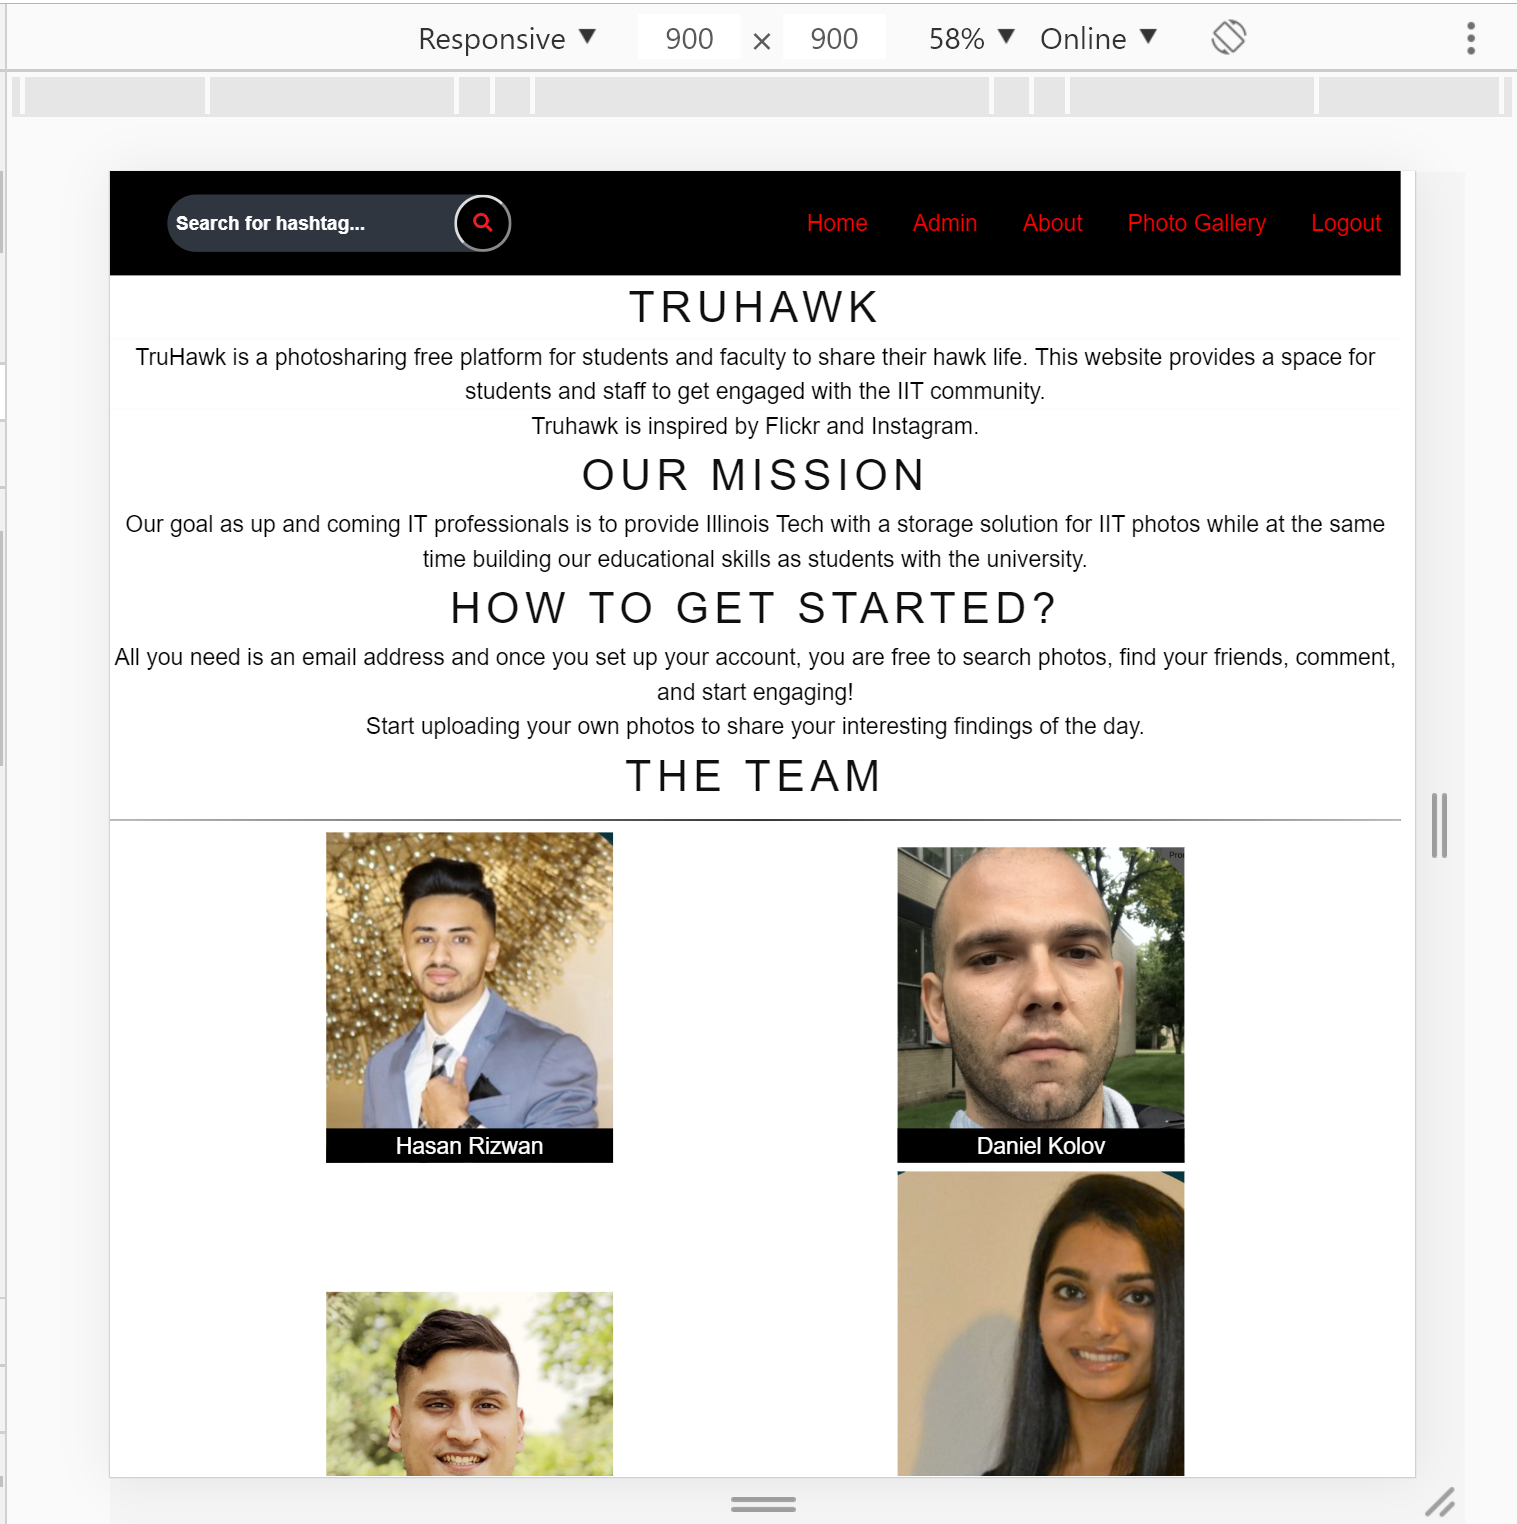 Responsive ▼ 900 × 900 58% ▼ Online ▼
Search for hashtag...
Home Admin About Photo Gallery Logout
TRUHAWK
TruHawk is a photosharing free platform for students and faculty to share their hawk life. This website provides a space for
students and staff to get engaged with the IIT community.
Truhawk is inspired by Flickr and Instagram.
OUR MISSION
Our goal as up and coming IT professionals is to provide Illinois Tech with a storage solution for IIT photos while at the same
time building our educational skills as students with the university.
HOW TO GET STARTED?
All you need is an email address and once you set up your account, you are free to search photos, find your friends, comment,
and start engaging!
Start uploading your own photos to share your interesting findings of the day.
THE TEAM
Hasan Rizwan
Daniel Kolov